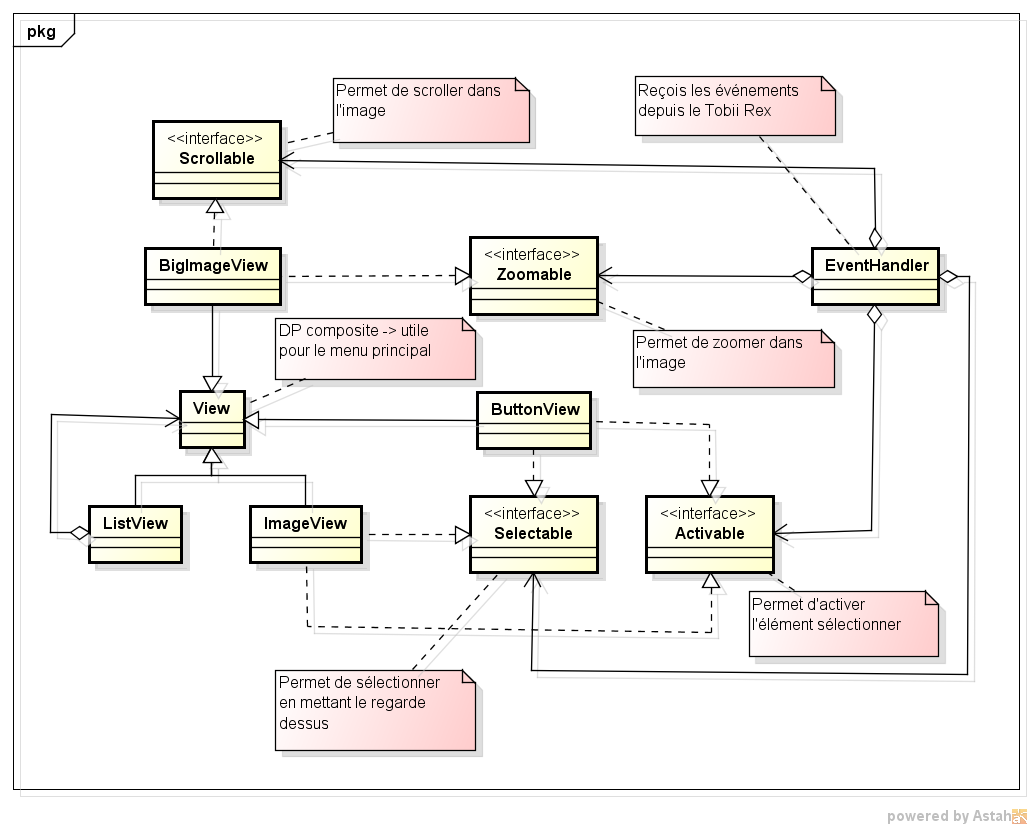 pkg
Permet de scroller dans
l'image
Reçois les événements
depuis le Tobii Rex
<<interface>>
Scrollable
BigImageView
<<interface>>
Zoomable
EventHandler
DP composite -> utile
pour le menu principal
Permet de zoomer dans
l'image
View
ButtonView
ListView
ImageView
<<interface>>
Selectable
<<interface>>
Activable
Permet d'activer
l'élément sélectionner
Permet de sélectionner
en mettant le regarde
dessus
powered by Astah